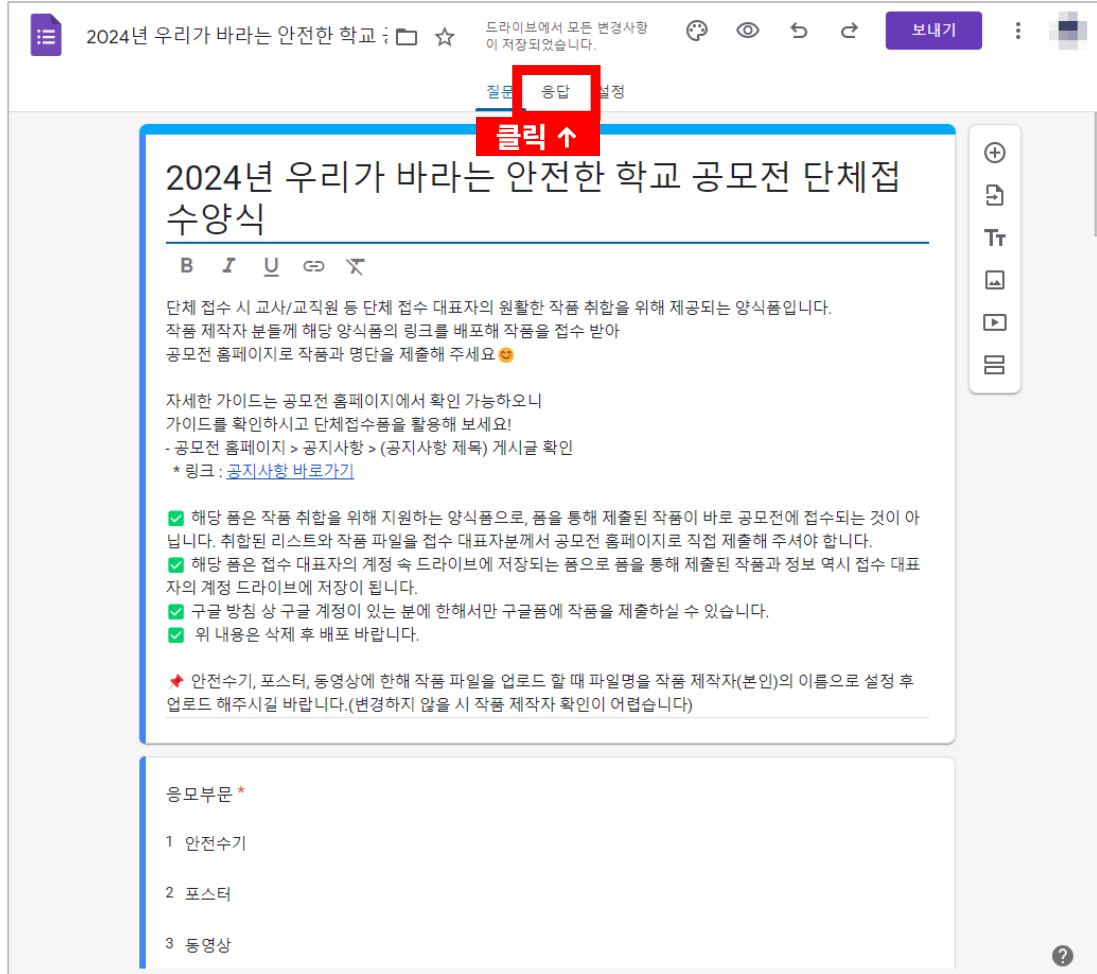 2024년 우리가 바라는 안전한 학교
드라이브에서 모든 변경사항
이 저장되었습니다.
보내기
질문 응답 설정
클릭 ↑
2024년 우리가 바라는 안전한 학교 공모전 단체접
수양식
B I U
단체 접수 시 교사/교직원 등 단체 접수 대표자의 원활한 작품 취합을 위해 제공되는 양식폼입니다.
작품 제작자 분들께 해당 양식폼의 링크를 배포해 작품을 접수 받아
공모전 홈페이지로 작품과 명단을 제출해 주세요😊
자세한 가이드는 공모전 홈페이지에서 확인 가능하오니
가이드를 확인하시고 단체접수폼을 활용해 보세요!
- 공모전 홈페이지 > 공지사항 > (공지사항 제목) 게시글 확인
* 링크 : 공지사항 바로가기
✅ 해당 폼은 작품 취합을 위해 지원하는 양식폼으로, 폼을 통해 제출된 작품이 바로 공모전에 접수되는 것이 아
닙니다. 취합된 리스트와 작품 파일을 접수 대표자분께서 공모전 홈페이지로 직접 제출해 주셔야 합니다.
✅ 해당 폼은 접수 대표자의 계정 속 드라이브에 저장되는 폼으로 폼을 통해 제출된 작품과 정보 역시 접수 대표
자의 계정 드라이브에 저장이 됩니다.
✅ 구글 방침 상 구글 계정이 있는 분에 한해서만 구글폼에 작품을 제출하실 수 있습니다.
✅ 위 내용은 삭제 후 배포 바랍니다.
📌 안전수기, 포스터, 동영상에 한해 작품 파일을 업로드 할 때 파일명을 작품 제작자(본인)의 이름으로 설정 후
업로드 해주시길 바랍니다.(변경하지 않을 시 작품 제작자 확인이 어렵습니다)
응모부문 *
1 안전수기
2 포스터
3 동영상
Tт